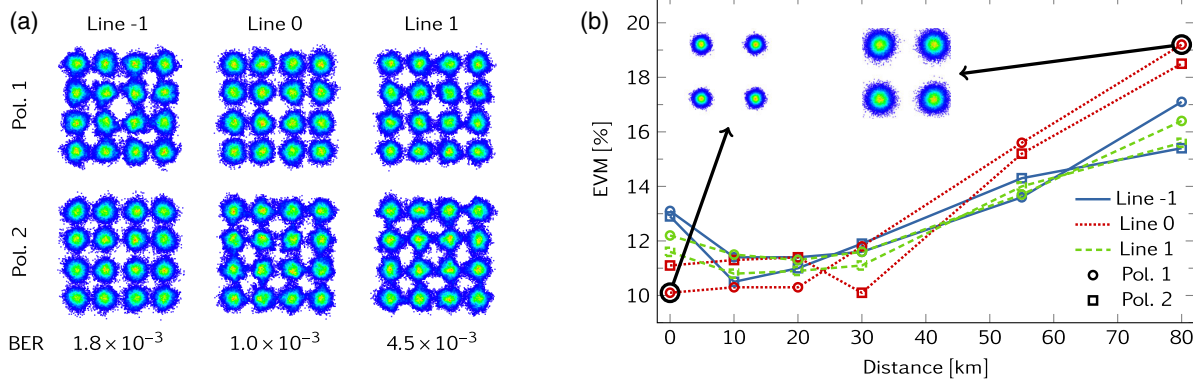 (a)
Line -1 Line 0 Line 1
Pol. 1
Pol. 2
BER 1.8 × 10⁻³ 1.0 × 10⁻³ 4.5 × 10⁻³
(b)
20
18
16
14
12
10
EVM [%]
0 10 20 30 40 50 60 70 80
Distance [km]
Line -1
Line 0
Line 1
Pol. 1
Pol. 2